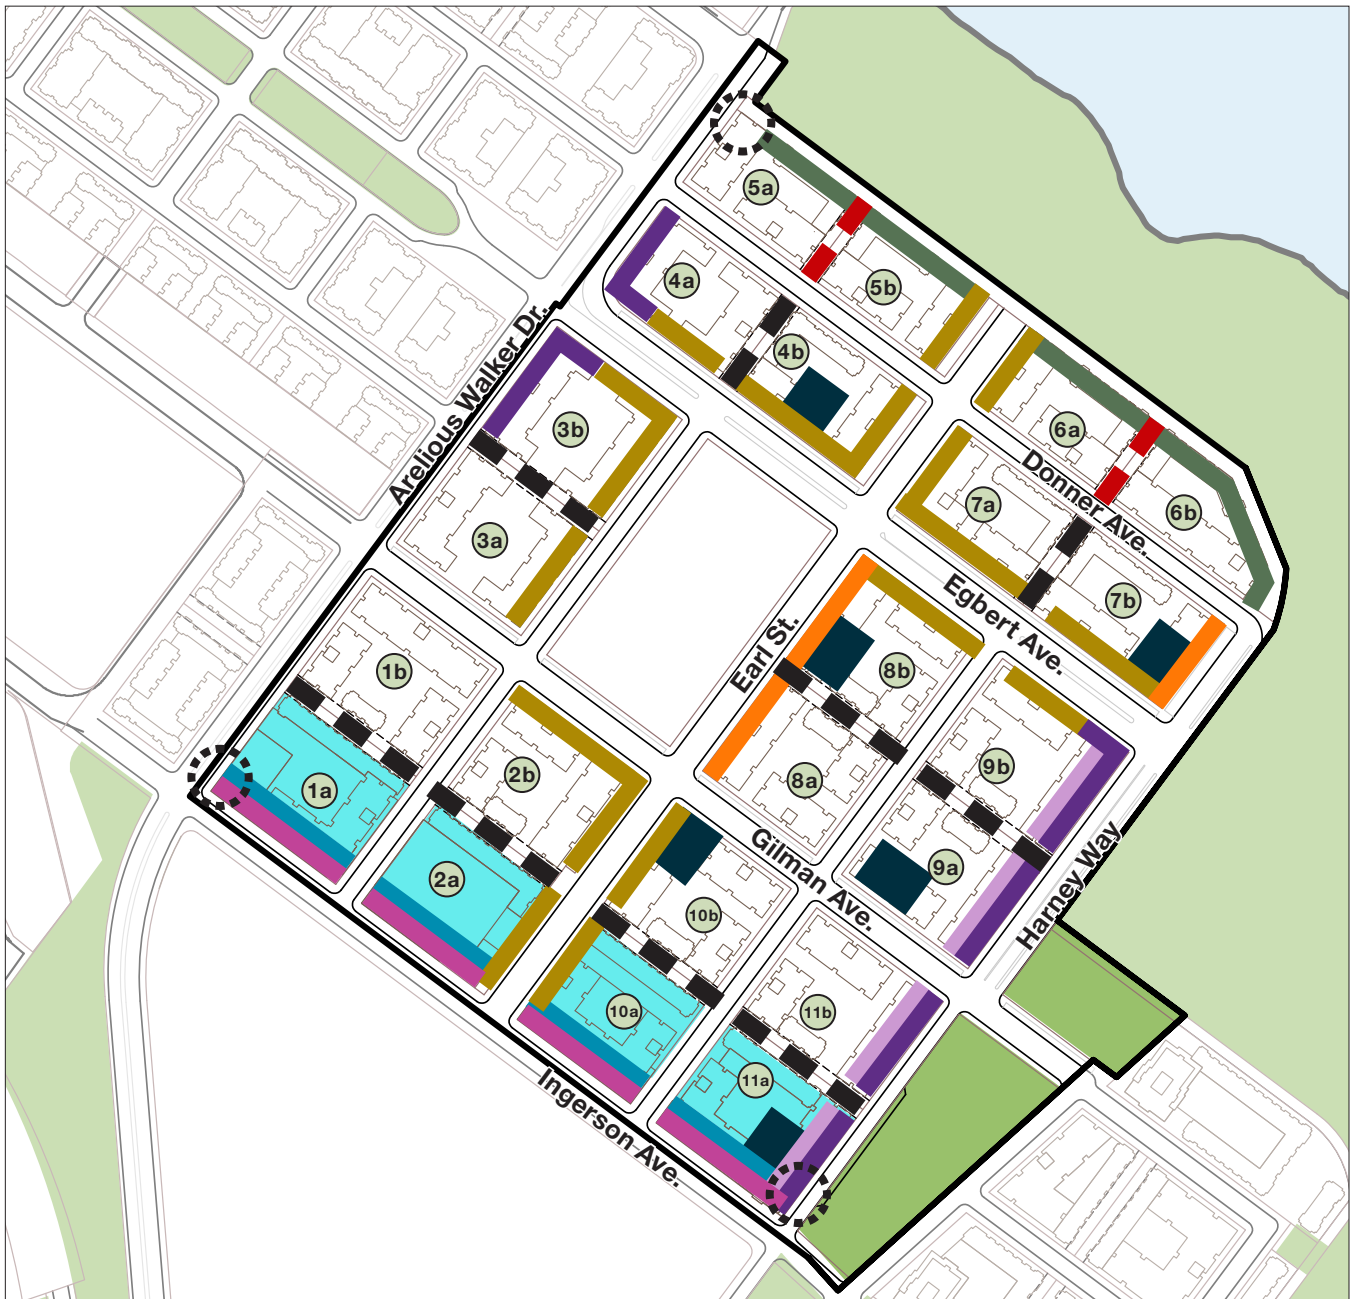 5a
4a
5b
4b
Arelious Walker Dr.
3b
6a
Donner Ave.
7a
6b
3a
Egbert Ave.
7b
Earl St.
1b
8b
2b
9b
1a
8a
Gilman Ave.
9a
2a
Harney Way
10b
10a
11b
11a
Ingerson Ave.